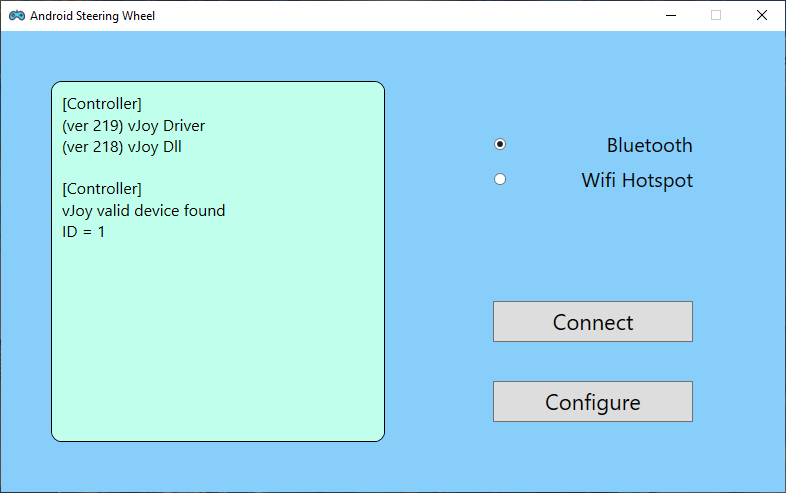 Android Steering Wheel
[Controller]
(ver 219) vJoy Driver
(ver 218) vJoy Dll
[Controller]
vJoy valid device found
ID = 1
Bluetooth
Wifi Hotspot
Connect
Configure